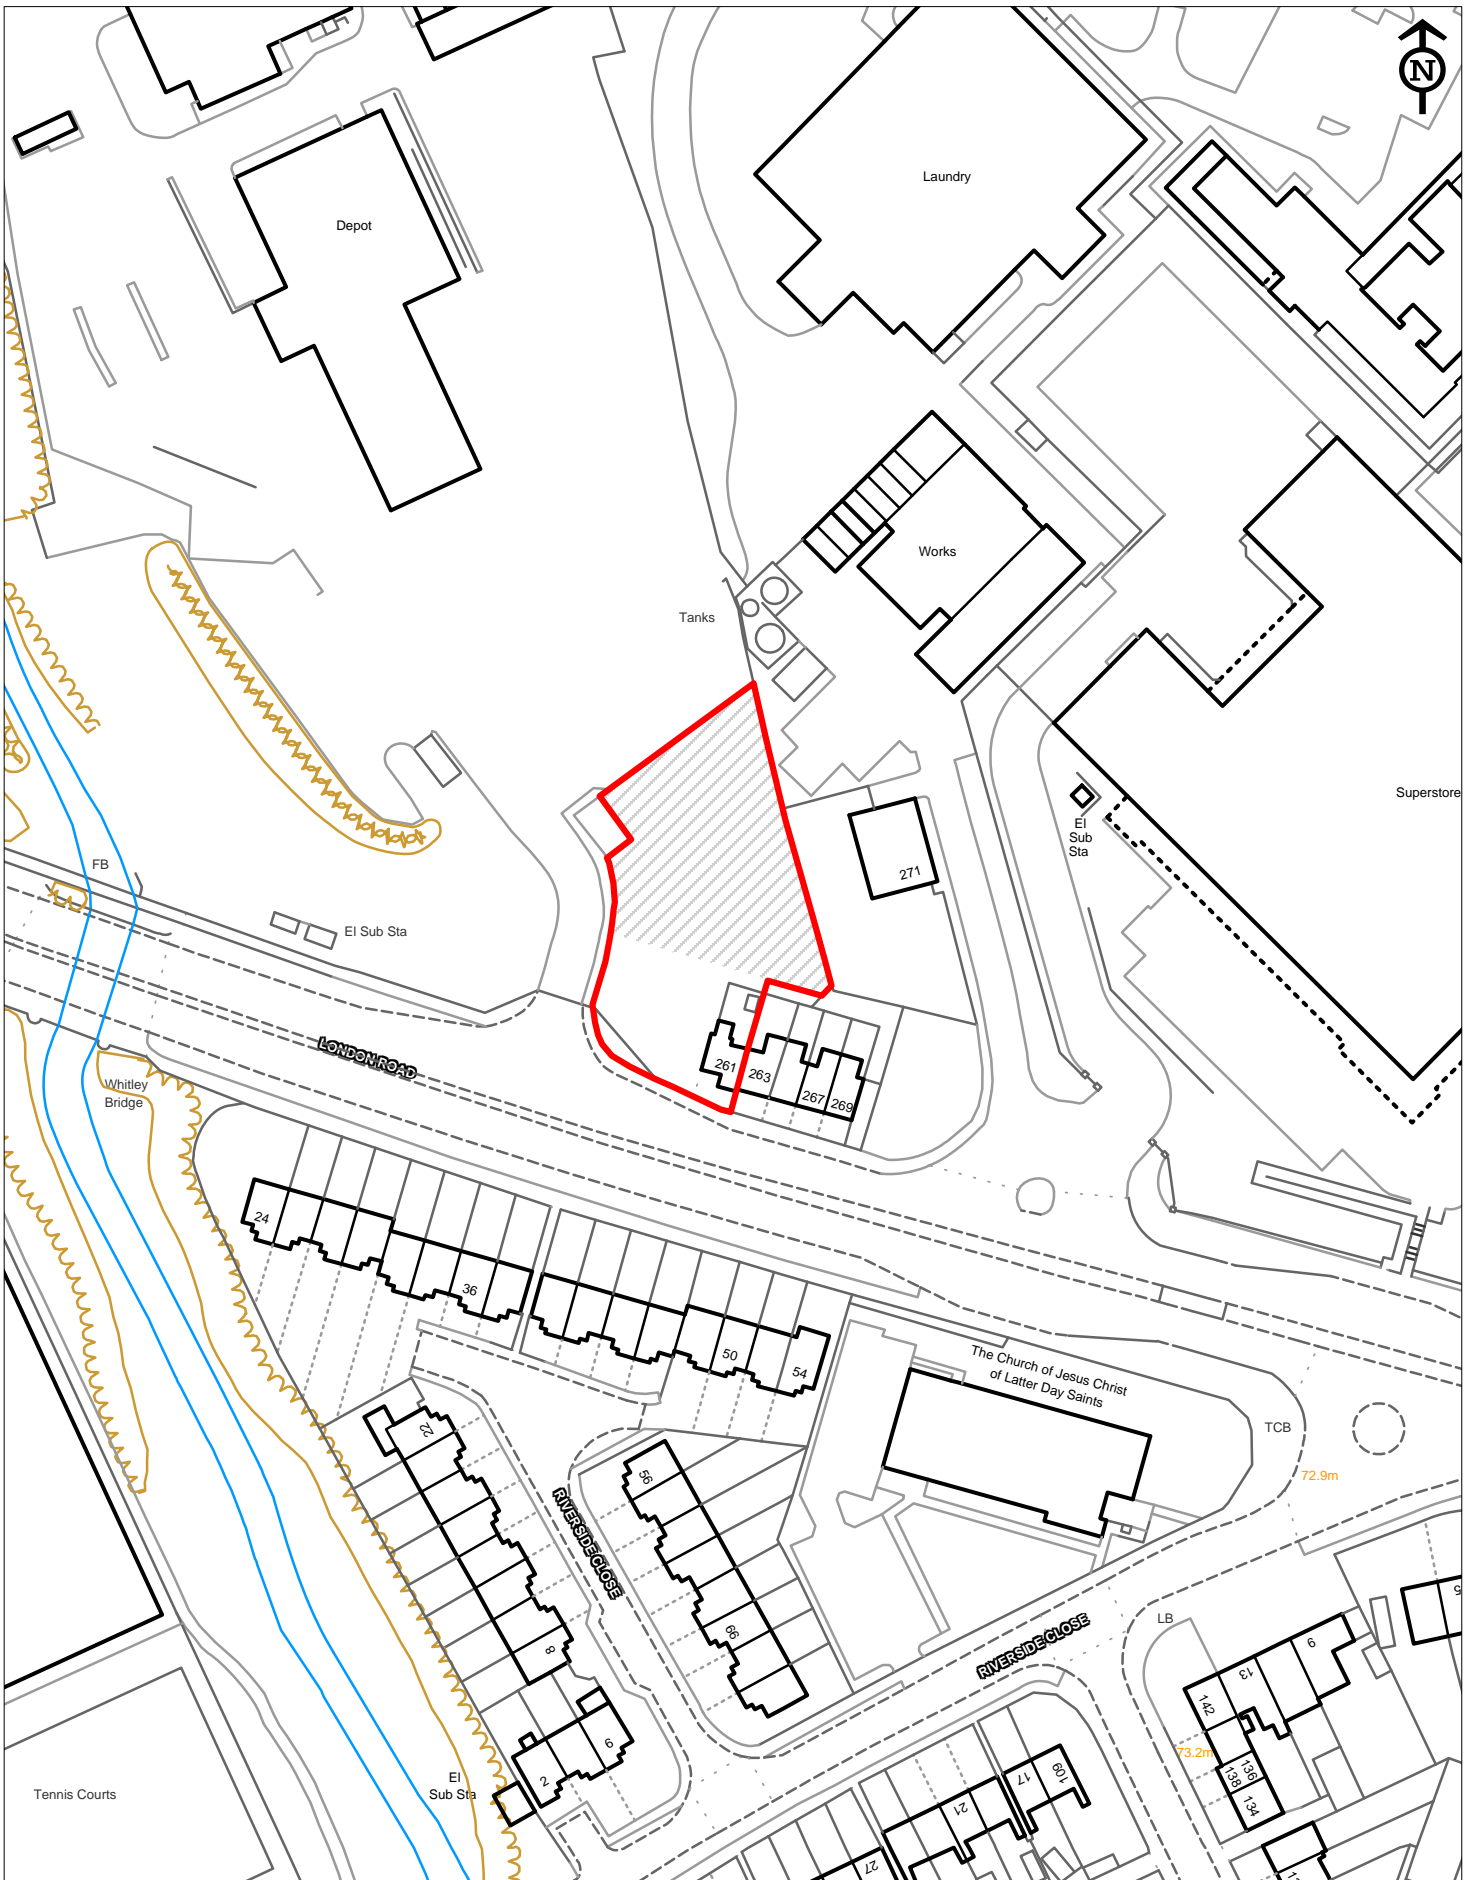 N
Laundry
Depot
Works
Tanks
Superstore
El
Sub
Sta
271
FB
El Sub Sta
LONDON ROAD
261
263
267
269
Whitley
Bridge
24
36
50
54
The Church of Jesus Christ
of Latter Day Saints
TCB
72.9m
22
56
RIVERSIDE CLOSE
66
8
RIVERSIDE CLOSE
LB
9
13
142
73.2m
136
138
134
6
2
El
Sub Sta
Tennis Courts
109
17
21
27